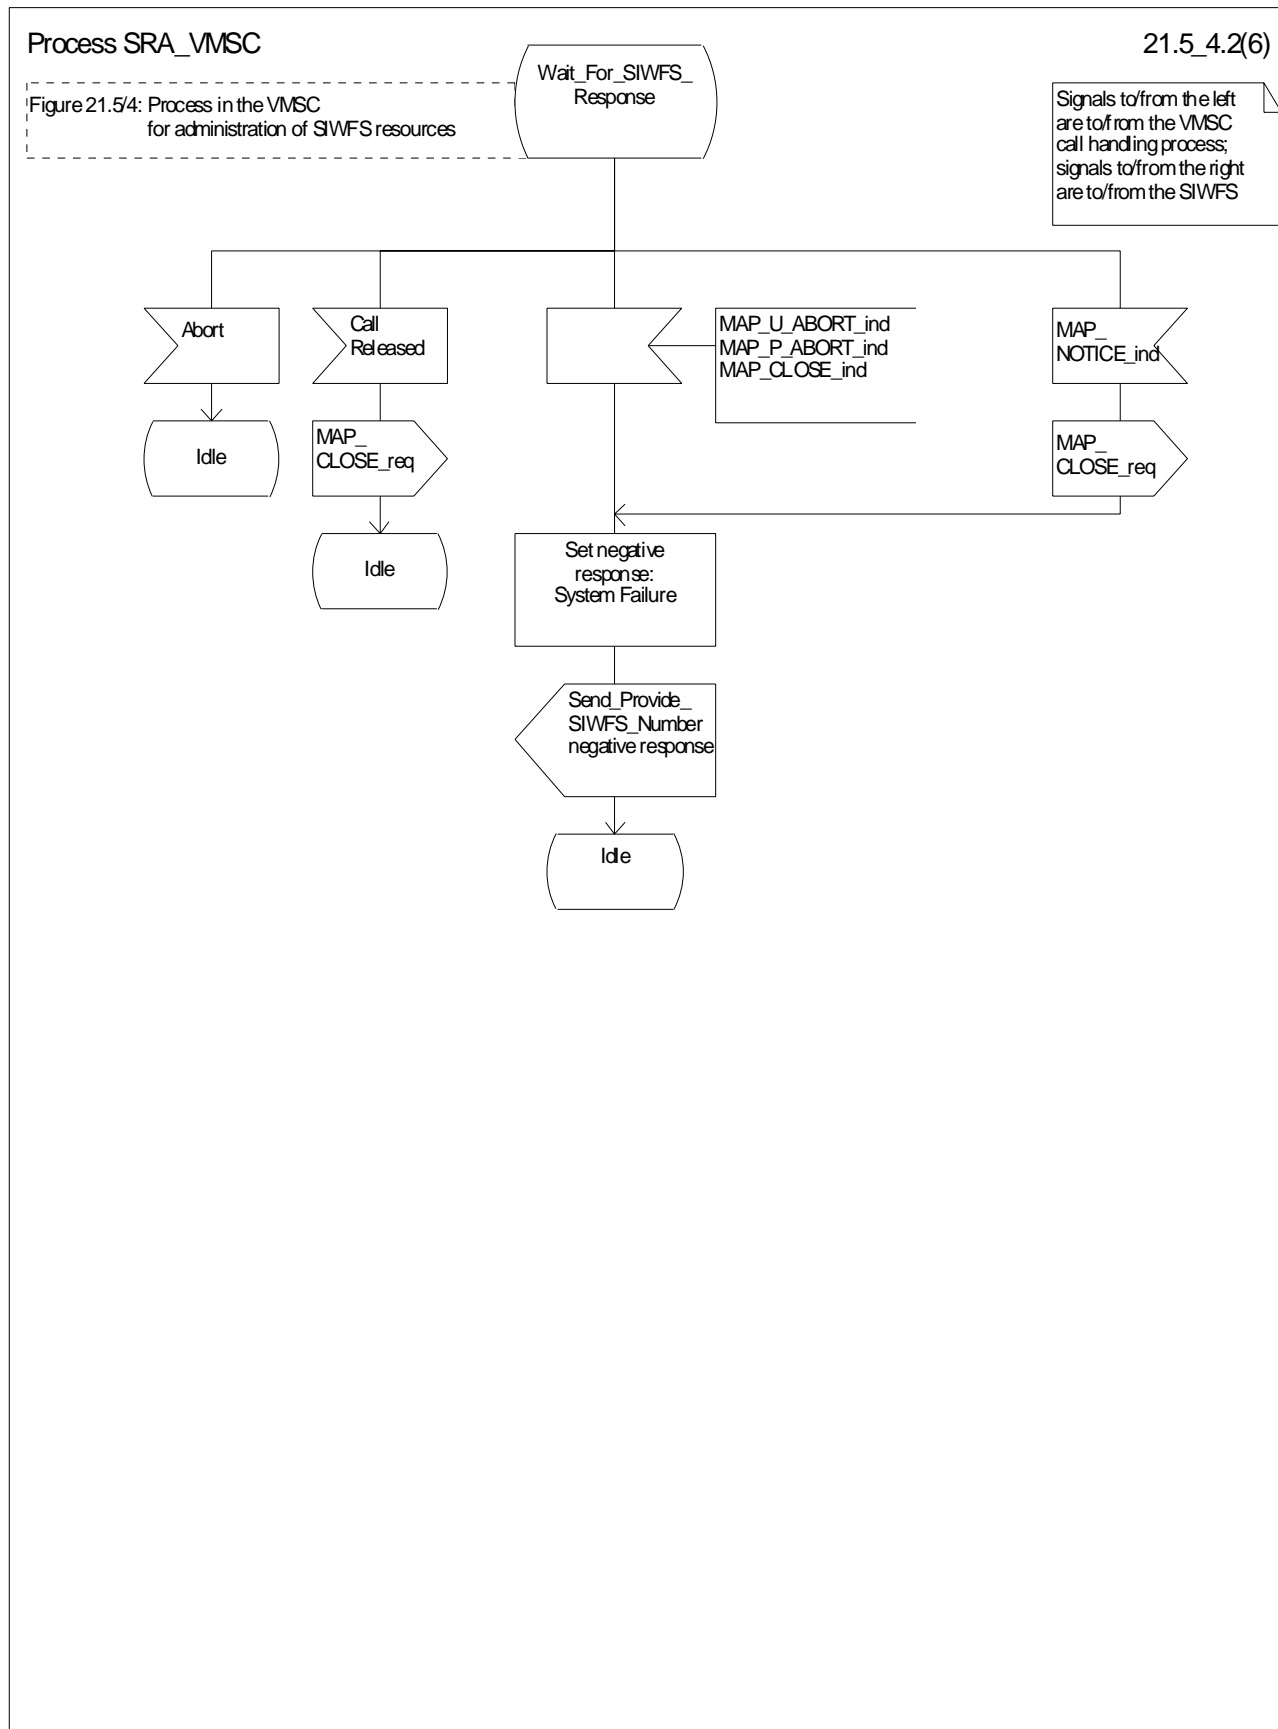 Process SRA_VMSC
21.5_4.2(6)
Figure 21.5/4: Process in the VMSC
for administration of SIWFS resources
Wait_For_SIWFS_
Response
Signals to/from the left
are to/from the VMSC
call handling process;
signals to/from the right
are to/from the SIWFS
Abort
Call
Released
MAP_U_ABORT_ind
MAP_P_ABORT_ind
MAP_CLOSE_ind
MAP_
NOTICE_ind
Idle
MAP_
CLOSE_req
MAP_
CLOSE_req
Idle
Set negative
response:
System Failure
Send_Provide_
SIWFS_Number
negative response
Idle